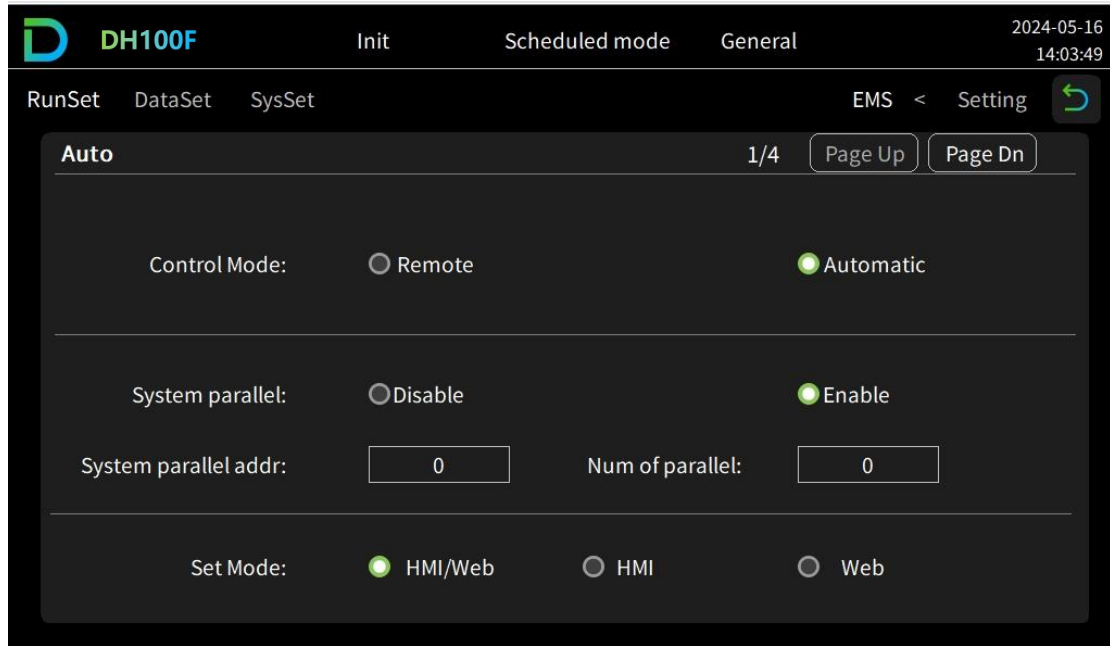 DH100F Init Scheduled mode General 2024-05-16
14:03:49
RunSet DataSet SysSet EMS < Setting
Auto 1/4 Page Up Page Dn
Control Mode: Remote Automatic
System parallel: Disable Enable
System parallel addr: 0 Num of parallel: 0
Set Mode: HMI/Web HMI Web